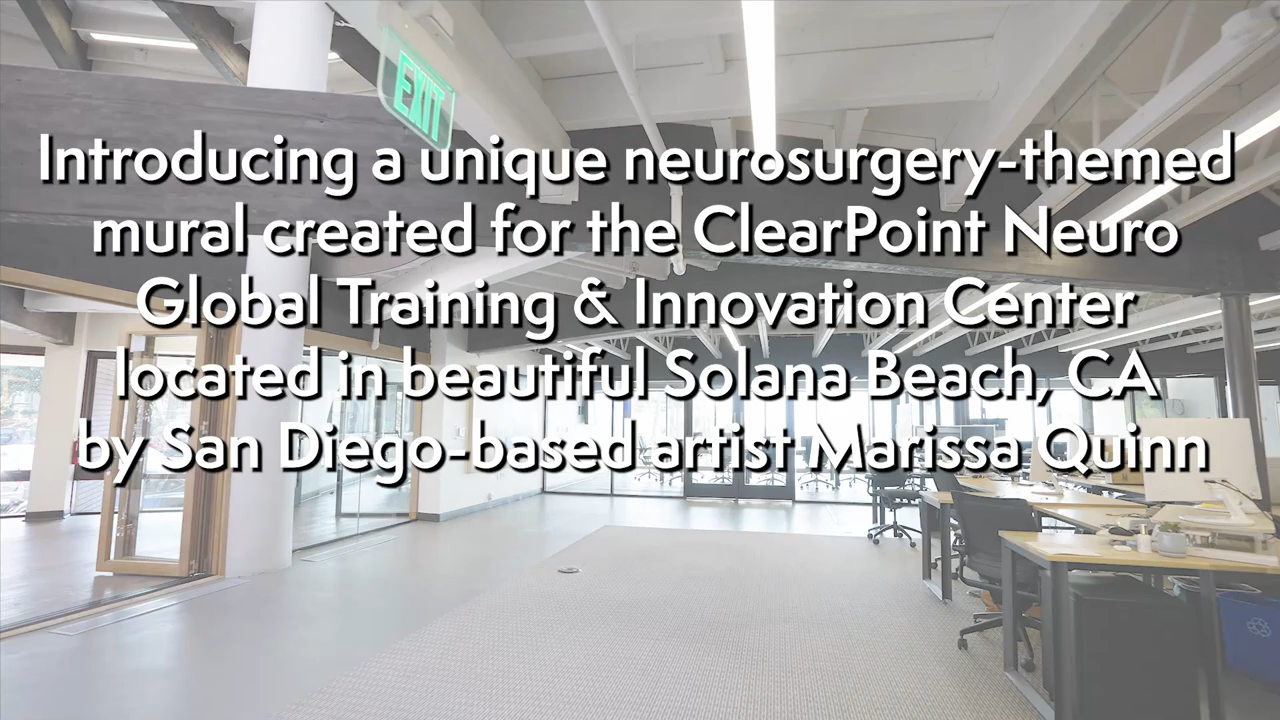 EXIT
Introducing a unique neurosurgery-themed
mural created for the ClearPoint Neuro
Global Training & Innovation Center
located in beautiful Solana Beach, CA
by San Diego-based artist Marissa Quinn